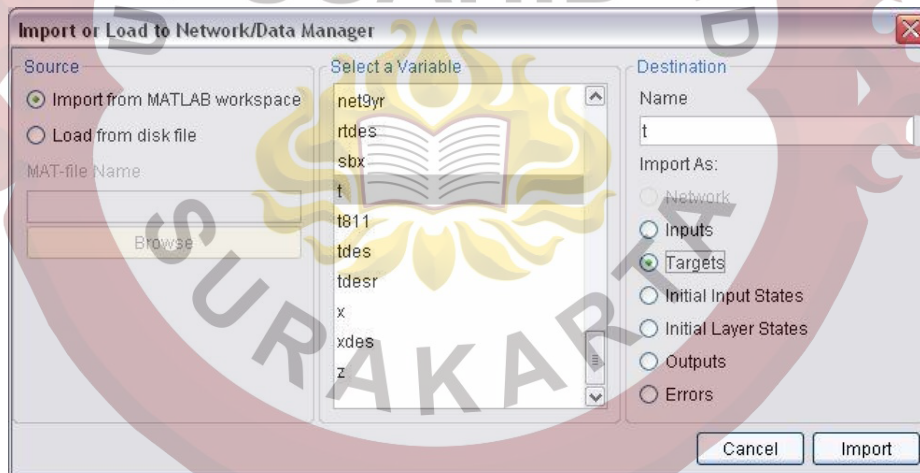 Import or Load to Network/Data Manager
Source
Import from MATLAB workspace
Load from disk file
MAT-file Name
Browse
Select a Variable
net9yr
rtdes
sbx
t
t811
tdes
tdesr
x
xdes
z
Destination
Name
t
Import As:
Network
Inputs
Targets
Initial Input States
Initial Layer States
Outputs
Errors
Cancel
Import
SURAKARTA